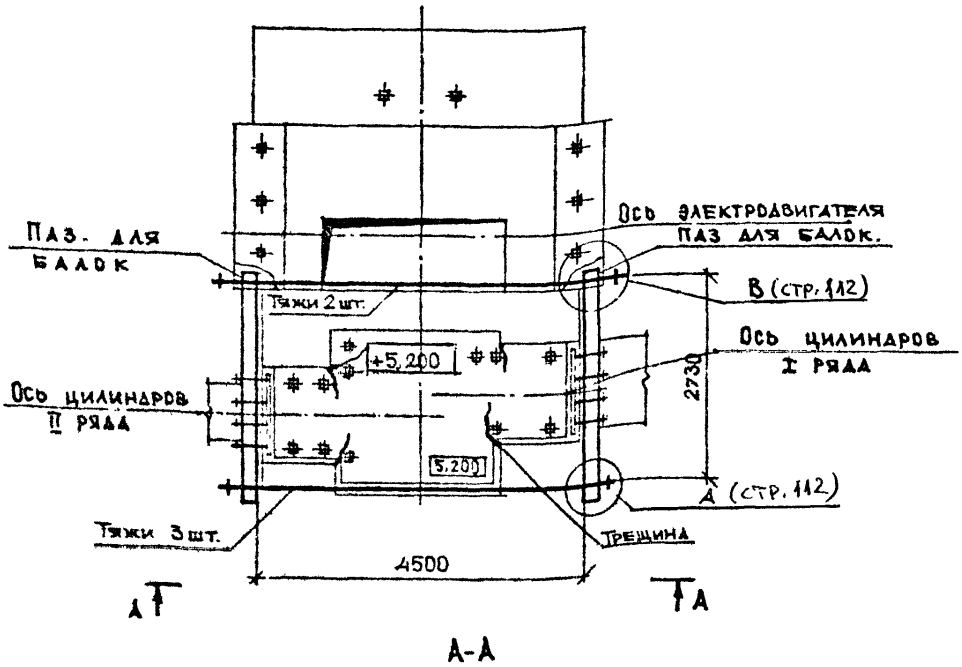 Ось электродвигателя
Паз для балок.
Паз. для
балок
В (стр. 112)
Тяжи 2 шт.
+5,200
Ось цилиндров
I ряда
2730
Ось цилиндров
II ряда
5.200
А (стр. 112)
Тяжи 3 шт.
Трещина
4500
А
А
А-А